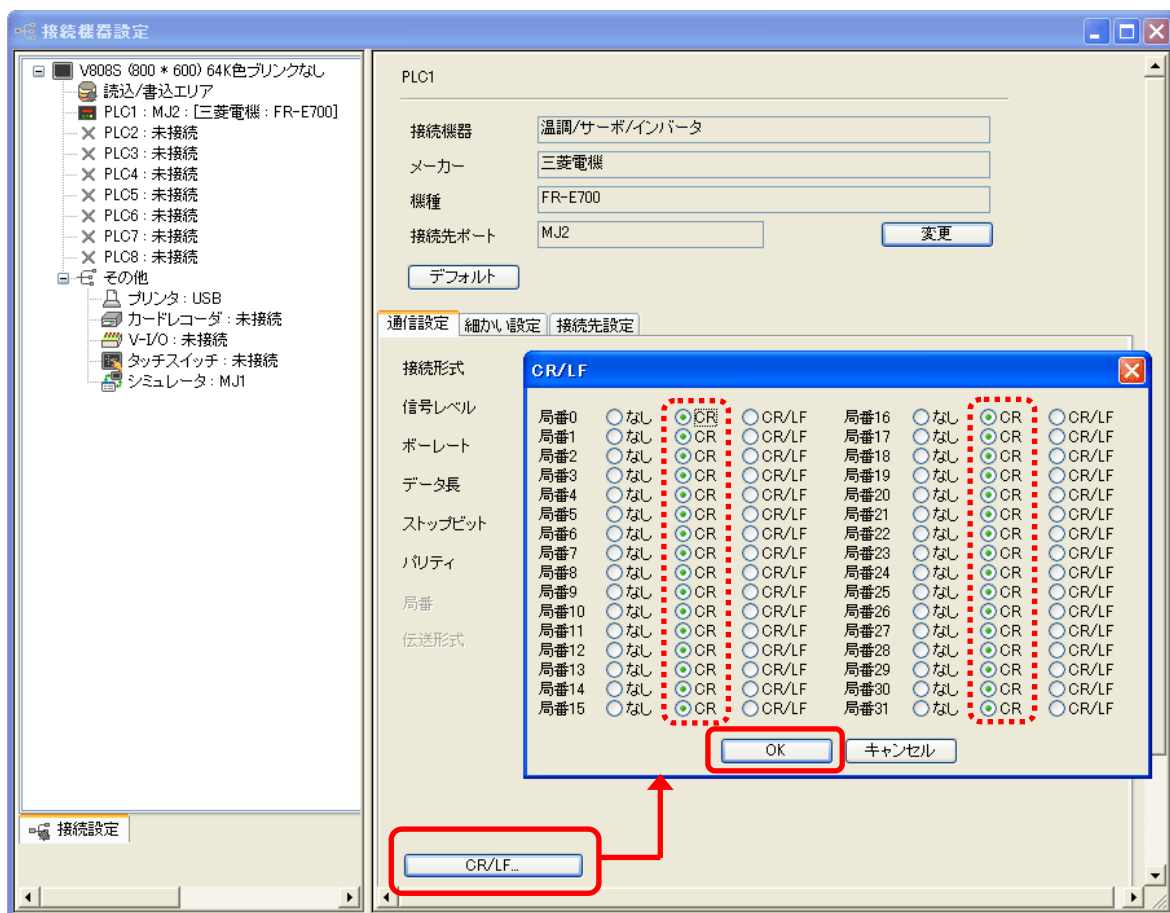 接続機器設定
V808S (800 * 600) 64K色ブリンクなし
読込/書込エリア
PLC1 : MJ2 : [三菱電機 : FR-E700]
PLC2 : 未接続
PLC3 : 未接続
PLC4 : 未接続
PLC5 : 未接続
PLC6 : 未接続
PLC7 : 未接続
PLC8 : 未接続
その他
プリンタ : USB
カードレコーダ : 未接続
V-I/O : 未接続
タッチスイッチ : 未接続
シミュレータ : MJ1
接続設定
PLC1
接続機器 温調/サーボ/インバータ
メーカー 三菱電機
機種 FR-E700
接続先ポート MJ2 変更
デフォルト
通信設定 細かい設定 接続先設定
接続形式
信号レベル
ボーレート
データ長
ストップビット
パリティ
局番
伝送形式
CR/LF
局番0 なし CR CR/LF 局番16 なし CR CR/LF
局番1 なし CR CR/LF 局番17 なし CR CR/LF
局番2 なし CR CR/LF 局番18 なし CR CR/LF
局番3 なし CR CR/LF 局番19 なし CR CR/LF
局番4 なし CR CR/LF 局番20 なし CR CR/LF
局番5 なし CR CR/LF 局番21 なし CR CR/LF
局番6 なし CR CR/LF 局番22 なし CR CR/LF
局番7 なし CR CR/LF 局番23 なし CR CR/LF
局番8 なし CR CR/LF 局番24 なし CR CR/LF
局番9 なし CR CR/LF 局番25 なし CR CR/LF
局番10 なし CR CR/LF 局番26 なし CR CR/LF
局番11 なし CR CR/LF 局番27 なし CR CR/LF
局番12 なし CR CR/LF 局番28 なし CR CR/LF
局番13 なし CR CR/LF 局番29 なし CR CR/LF
局番14 なし CR CR/LF 局番30 なし CR CR/LF
局番15 なし CR CR/LF 局番31 なし CR CR/LF
OK キャンセル
CR/LF...